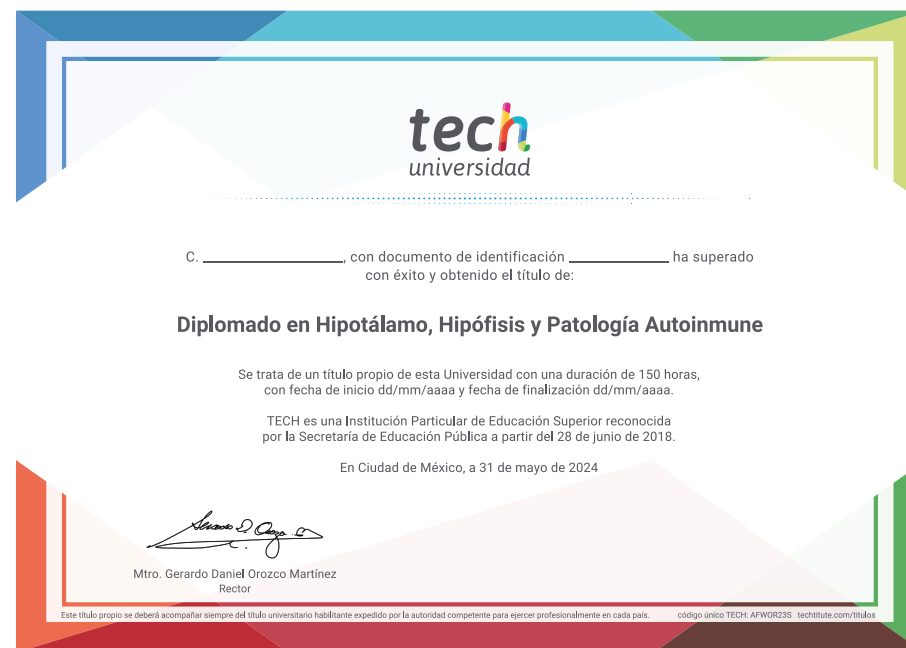 tech
universidad
C. ____________, con documento de identificación __________ ha superado
con éxito y obtenido el título de:
Diplomado en Hipotálamo, Hipófisis y Patología Autoinmune
Se trata de un título propio de esta Universidad con una duración de 150 horas,
con fecha de inicio dd/mm/aaaa y fecha de finalización dd/mm/aaaa.
TECH es una Institución Particular de Educación Superior reconocida
por la Secretaría de Educación Pública a partir del 28 de junio de 2018.
En Ciudad de México, a 31 de mayo de 2024
Mtro. Gerardo Daniel Orozco Martínez
Rector
Este título propio se deberá acompañar siempre del título universitario habilitante expedido por la autoridad competente para ejercer profesionalmente en cada país. código único TECH: AFWOR23S techtitute.com/titulos